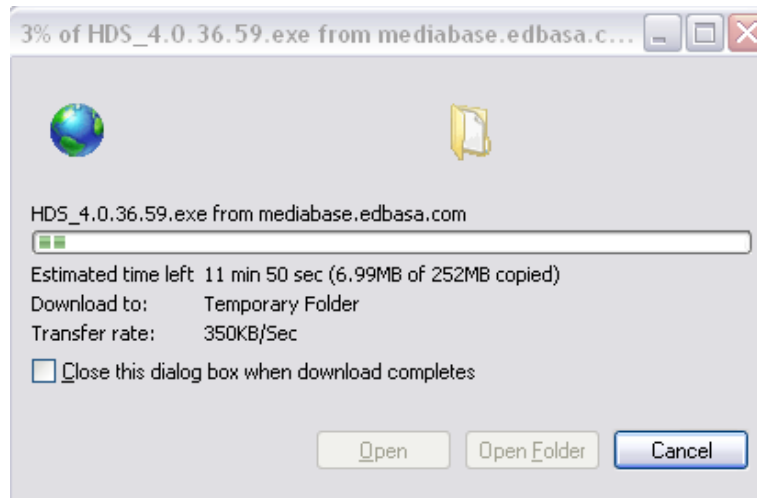 3% of HDS_4.0.36.59.exe from mediabase.edbasa.c...
HDS_4.0.36.59.exe from mediabase.edbasa.com
Estimated time left 11 min 50 sec (6.99MB of 252MB copied)
Download to: Temporary Folder
Transfer rate: 350KB/Sec
Close this dialog box when download completes
Open Open Folder Cancel